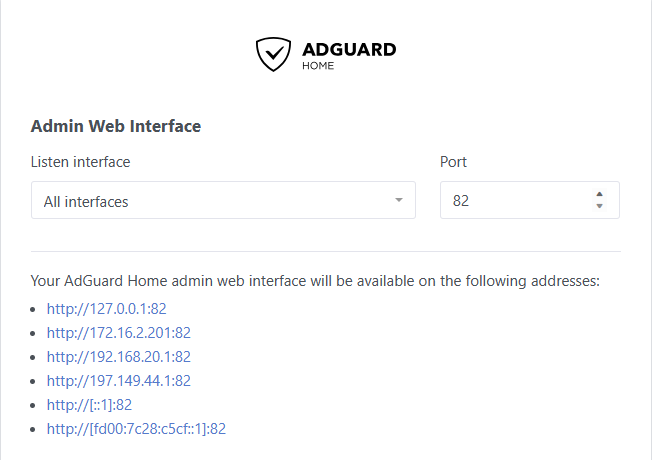 ADGUARD
HOME
Admin Web Interface
Listen interface Port
All interfaces 82
Your AdGuard Home admin web interface will be available on the following addresses:
http://127.0.0.1:82
http://172.16.2.201:82
http://192.168.20.1:82
http://197.149.44.1:82
http://[::1]:82
http://[fd00:7c28:c5cf::1]:82